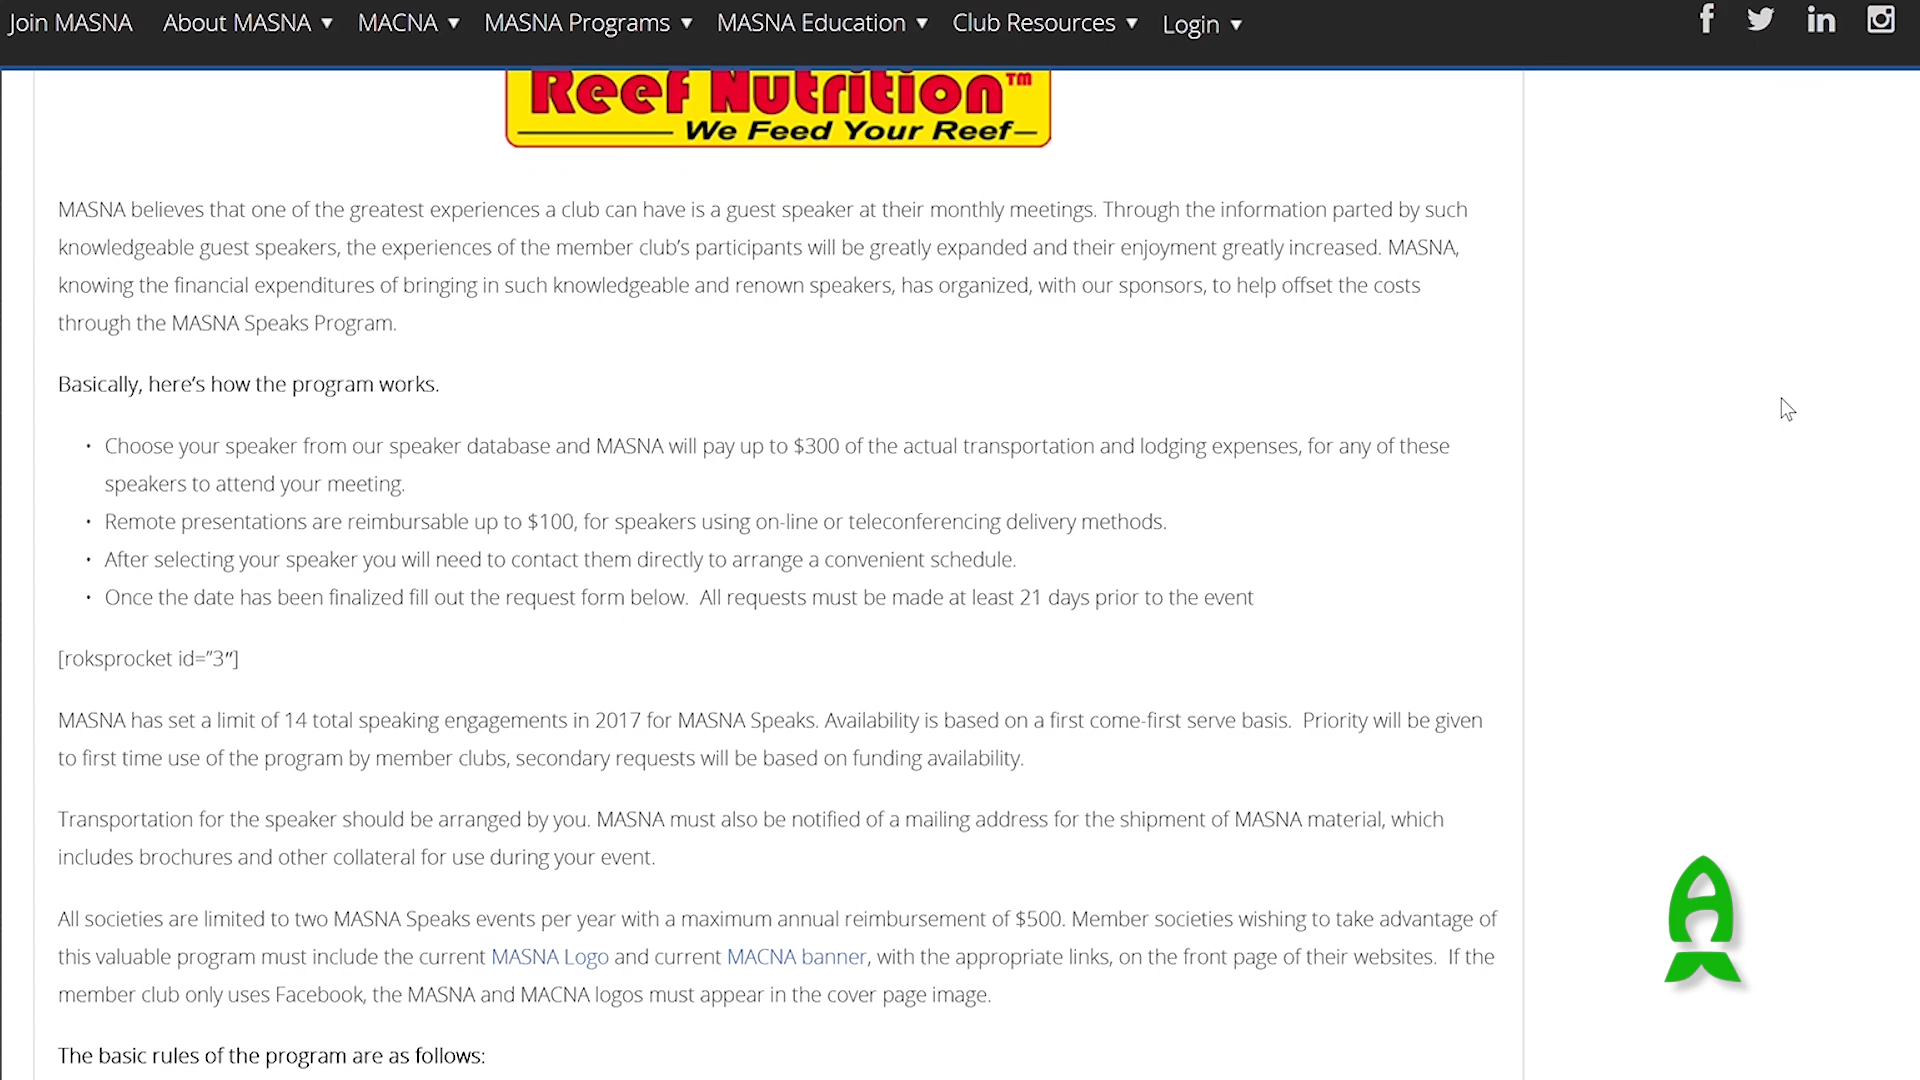 Join MASNA About MASNA ▼ MACNA ▼ MASNA Programs ▼ MASNA Education ▼ Club Resources ▼ Login ▼
Reef Nutrition™
We Feed Your Reef
MASNA believes that one of the greatest experiences a club can have is a guest speaker at their monthly meetings. Through the information parted by such
knowledgeable guest speakers, the experiences of the member club’s participants will be greatly expanded and their enjoyment greatly increased. MASNA,
knowing the financial expenditures of bringing in such knowledgeable and renown speakers, has organized, with our sponsors, to help offset the costs
through the MASNA Speaks Program.
Basically, here’s how the program works.
• Choose your speaker from our speaker database and MASNA will pay up to $300 of the actual transportation and lodging expenses, for any of these
speakers to attend your meeting.
• Remote presentations are reimbursable up to $100, for speakers using on-line or teleconferencing delivery methods.
• After selecting your speaker you will need to contact them directly to arrange a convenient schedule.
• Once the date has been finalized fill out the request form below.  All requests must be made at least 21 days prior to the event
[roksprocket id=”3″]
MASNA has set a limit of 14 total speaking engagements in 2017 for MASNA Speaks. Availability is based on a first come-first serve basis.  Priority will be given
to first time use of the program by member clubs, secondary requests will be based on funding availability.
Transportation for the speaker should be arranged by you. MASNA must also be notified of a mailing address for the shipment of MASNA material, which
includes brochures and other collateral for use during your event.
All societies are limited to two MASNA Speaks events per year with a maximum annual reimbursement of $500. Member societies wishing to take advantage of
this valuable program must include the current MASNA Logo and current MACNA banner, with the appropriate links, on the front page of their websites.  If the
member club only uses Facebook, the MASNA and MACNA logos must appear in the cover page image.
The basic rules of the program are as follows: